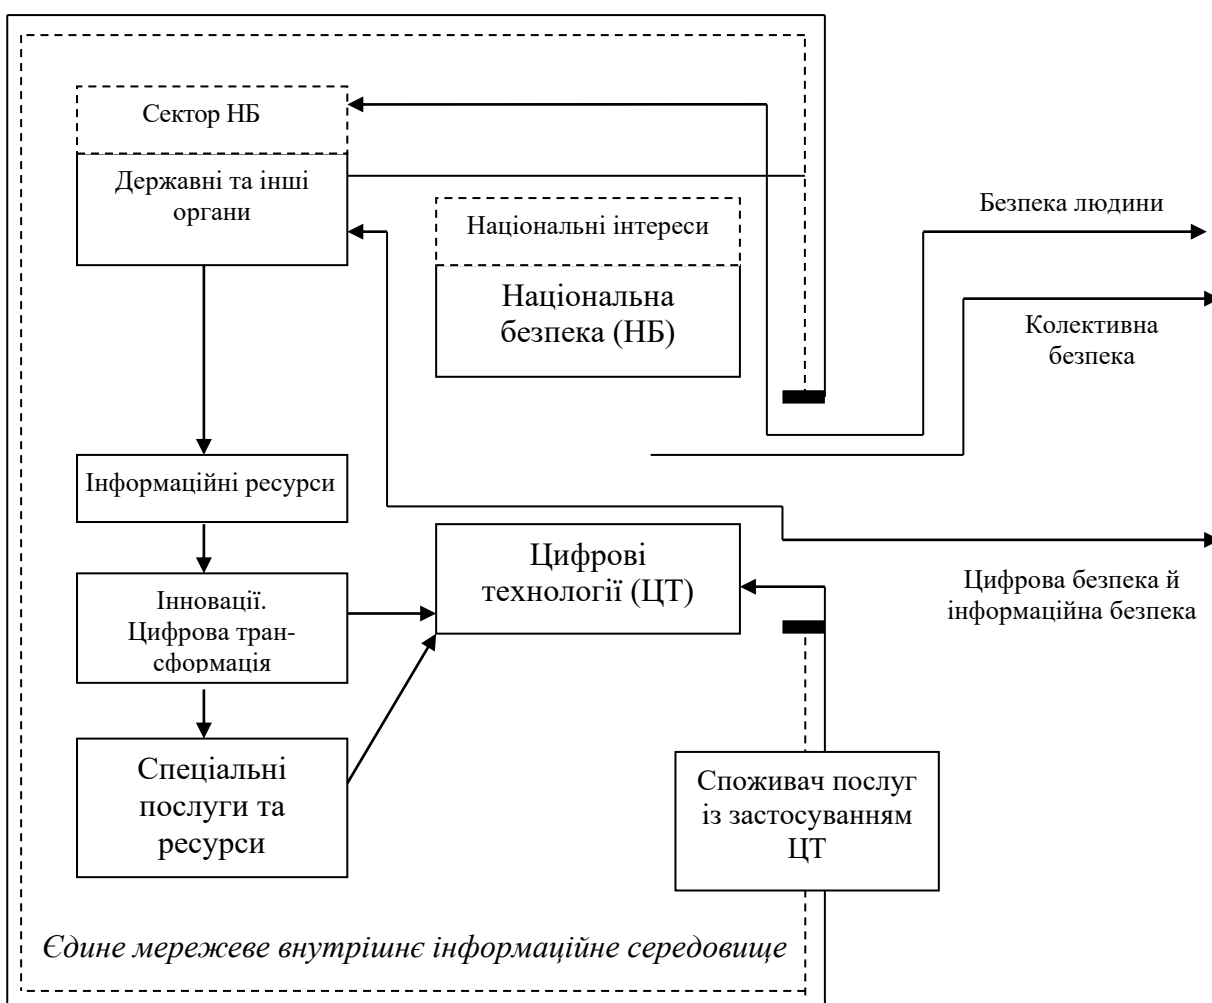 Сектор НБ
Державні та інші
органи
Національні інтереси
Національна
безпека (НБ)
Безпека людини
Колективна
безпека
Інформаційні ресурси
Цифрові
технології (ЦТ)
Цифрова безпека й
інформаційна безпека
Інновації.
Цифрова тран-
сформація
Спеціальні
послуги та
ресурси
Споживач послуг
із застосуванням
ЦТ
Єдине мережеве внутрішнє інформаційне середовище